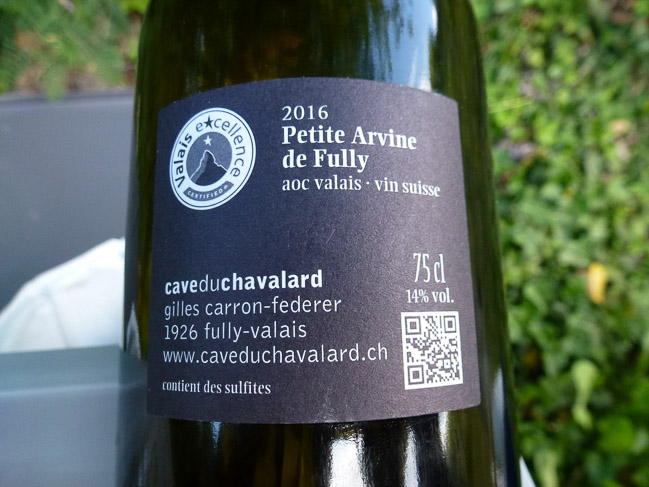 Valais excellence
CERTIFIED
2016
Petite Arvine
de Fully
aoc valais · vin suisse
caveduchavalard
gilles carron-federer
1926 fully-valais
www.caveduchavalard.ch
contient des sulfites
75 cl
14% vol.